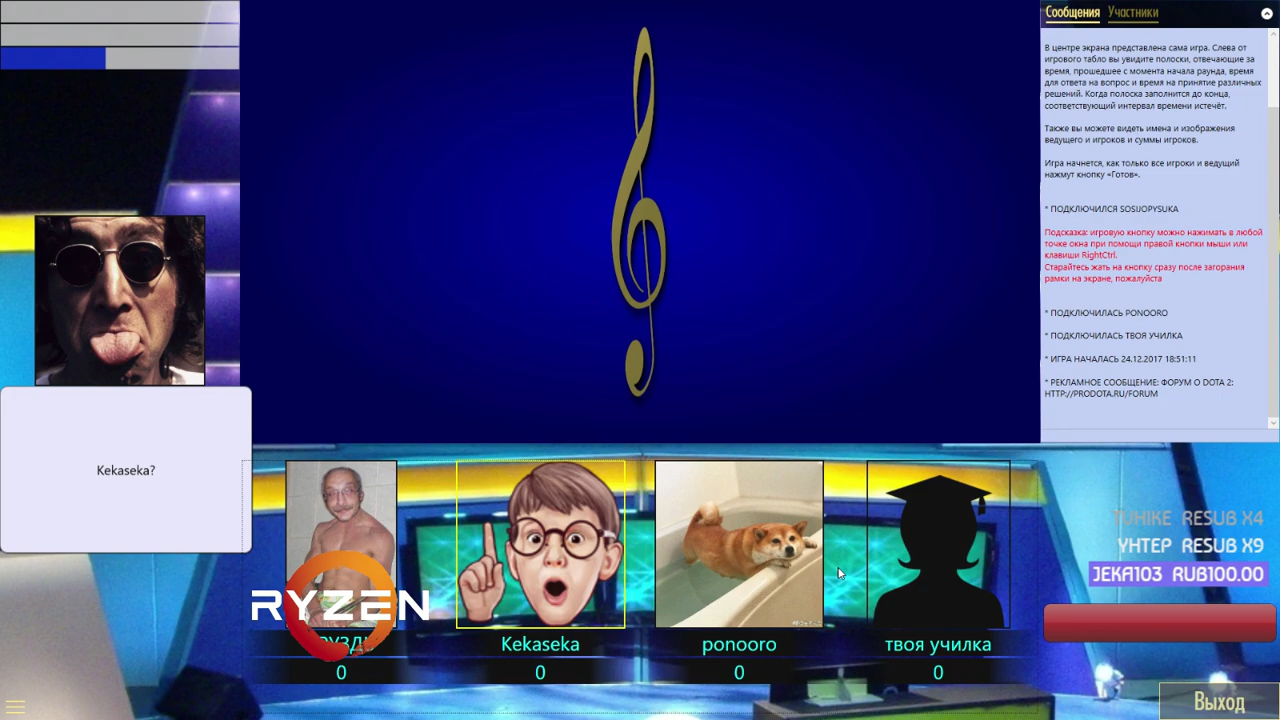 Сообщения Участники
В центре экрана представлена сама игра. Слева от
игрового табло вы увидите полоски, отвечающие за
время, прошедшее с момента начала раунда, время
для ответа на вопрос и время на принятие различных
решений. Когда полоска заполнится до конца,
соответствующий интервал времени истечёт.
Также вы можете видеть имена и изображения
ведущего и игроков и суммы игроков.
Игра начнется, как только все игроки и ведущий
нажмут кнопку «Готов».
* ПОДКЛЮЧИЛСЯ SOSIJOPYSUKA
Подсказка: игровую кнопку можно нажимать в любой
точке окна при помощи правой кнопки мыши или
клавиши RightCtrl.
Старайтесь жать на кнопку сразу после загорания
рамки на экране, пожалуйста
* ПОДКЛЮЧИЛАСЬ PONOORO
* ПОДКЛЮЧИЛАСЬ ТВОЯ УЧИЛКА
* ИГРА НАЧАЛАСЬ 24.12.2017 18:51:11
* РЕКЛАМНОЕ СООБЩЕНИЕ: ФОРУМ О DOTA 2:
HTTP://PRODOTA.RU/FORUM
Kekaseka?
RYZEN
Kekaseka
ponooro
твоя училка
0
0
0
0
RESUB X4
УНТЕР RESUB X9
JEKA103 RUB100.00
Выход